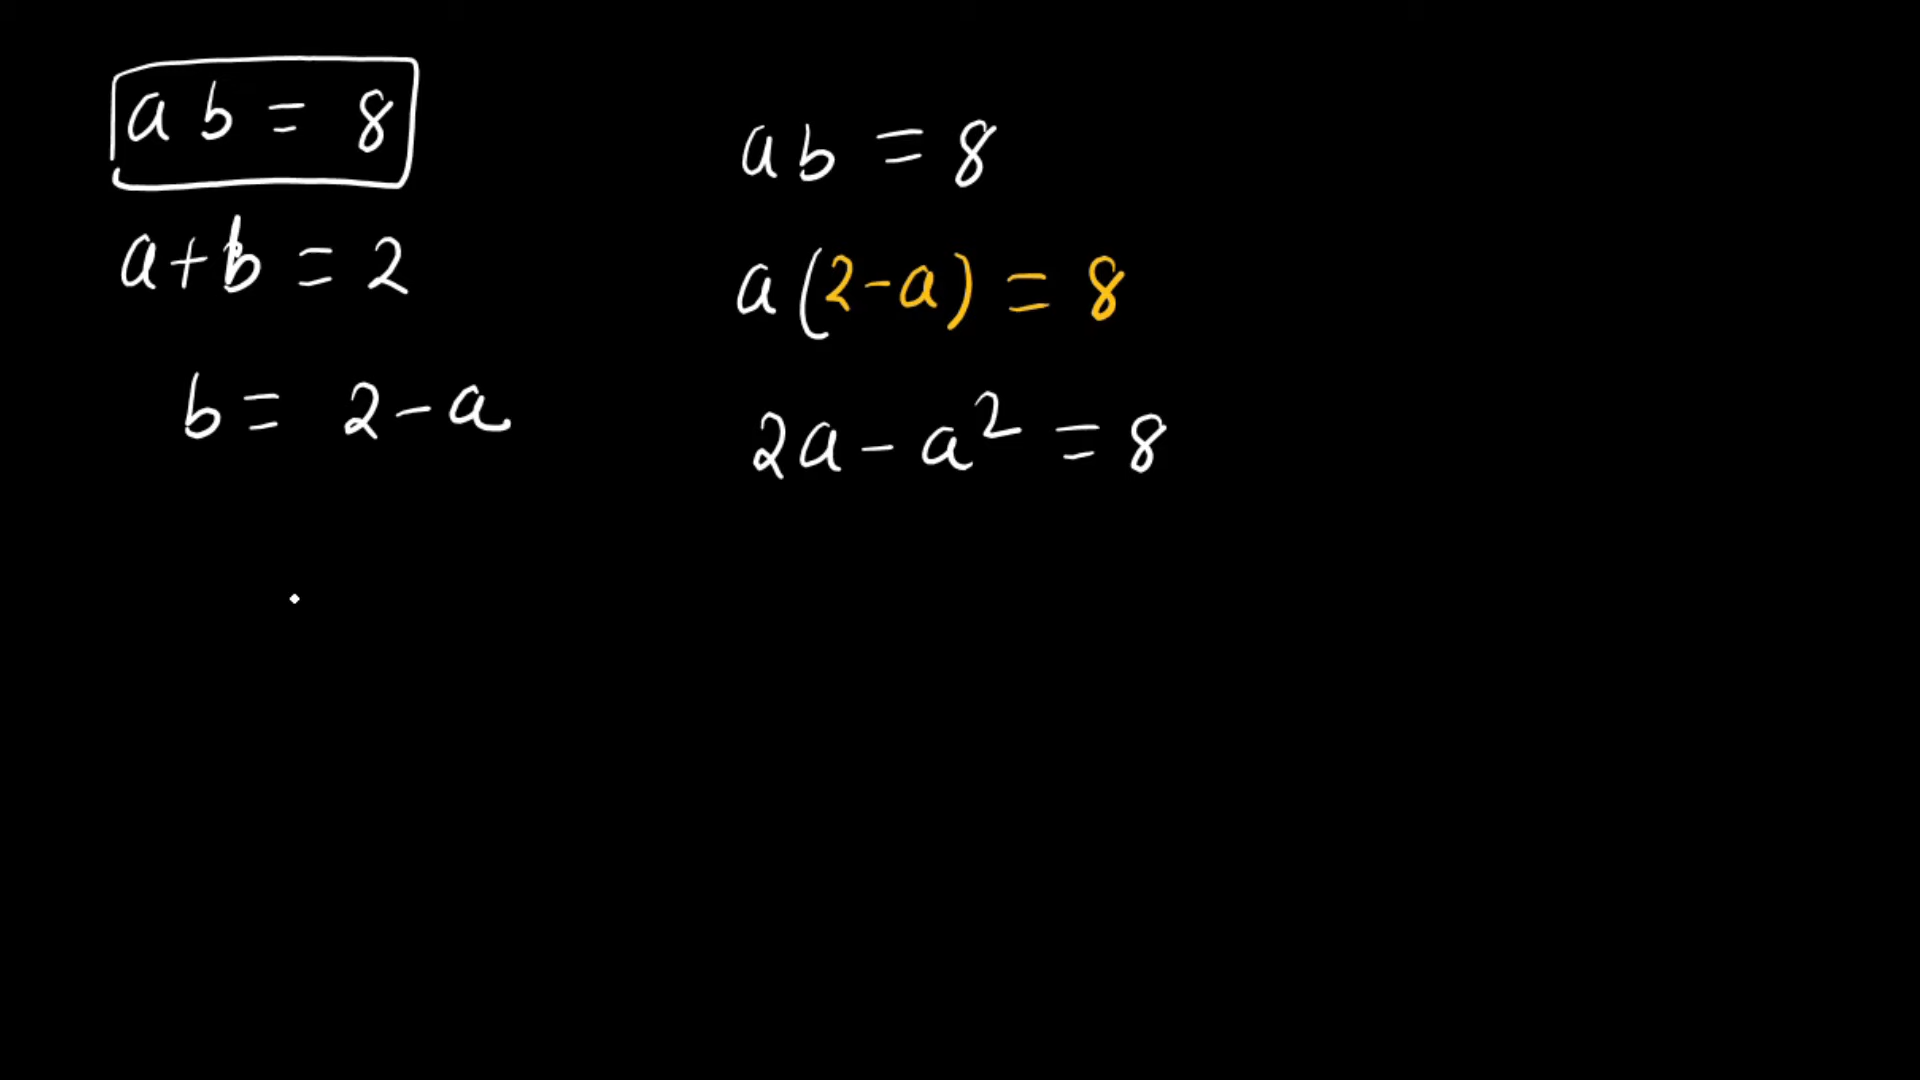 ab = 8
a+b = 2
b = 2-a
ab = 8
a(2-a) = 8
2a - a² = 8